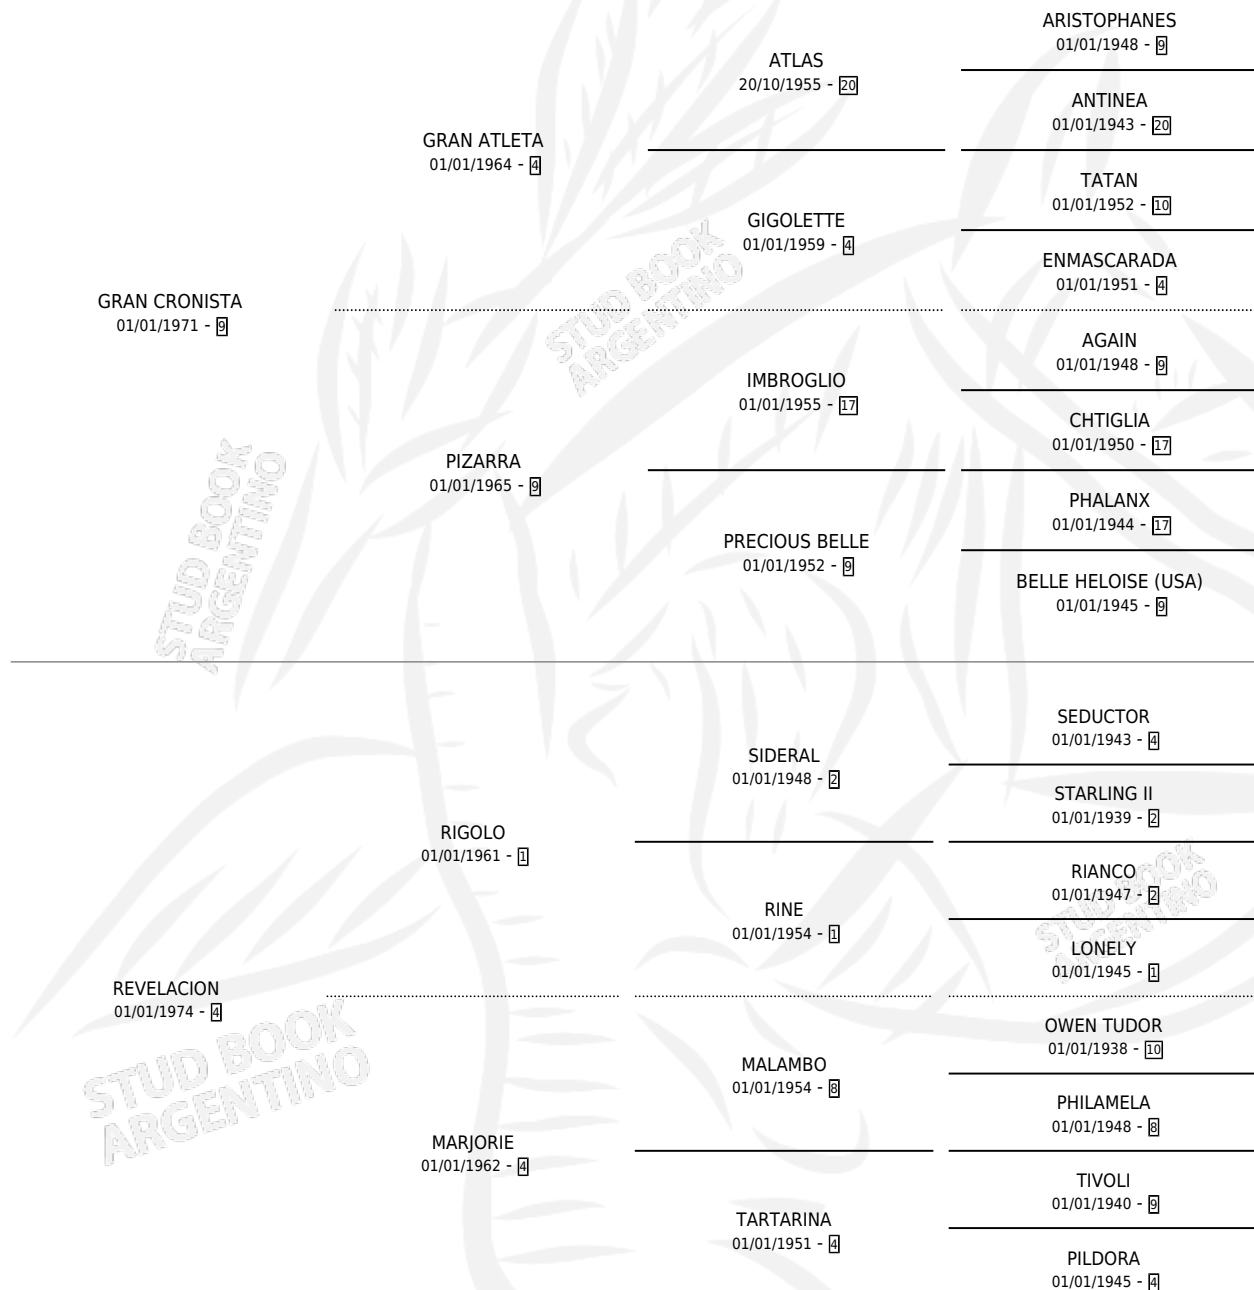 ARISTOPHANES
01/01/1948 - 9
ATLAS
20/10/1955 - 20
ANTINEA
01/01/1943 - 20
GRAN ATLETA
01/01/1964 - 4
TATAN
01/01/1952 - 10
GIGOLETTE
01/01/1959 - 4
ENMASCARADA
01/01/1951 - 4
GRAN CRONISTA
01/01/1971 - 9
STUD BOOK
ARGENTINO
AGAIN
01/01/1948 - 9
IMBROGLIO
01/01/1955 - 17
CHTIGLIA
01/01/1950 - 17
PIZARRA
01/01/1965 - 9
PHALANX
01/01/1944 - 17
PRECIOUS BELLE
01/01/1952 - 9
BELLE HELOISE (USA)
01/01/1945 - 9
STUD BOOK
ARGENTINO
SEDUCTOR
01/01/1943 - 4
SIDERAL
01/01/1948 - 2
STARLING II
01/01/1939 - 2
RIGOLO
01/01/1961 - 1
RIANCO
01/01/1947 - 2
RINE
01/01/1954 - 1
LONELY
01/01/1945 - 1
STUD BOOK
ARGENTINO
REVELACION
01/01/1974 - 4
OWEN TUDOR
01/01/1938 - 10
MALAMBO
01/01/1954 - 8
PHILAMELA
01/01/1948 - 8
STUD BOOK
ARGENTINO
MARJORIE
01/01/1962 - 4
TIVOLI
01/01/1940 - 9
TARTARINA
01/01/1951 - 4
PILDORA
01/01/1945 - 4